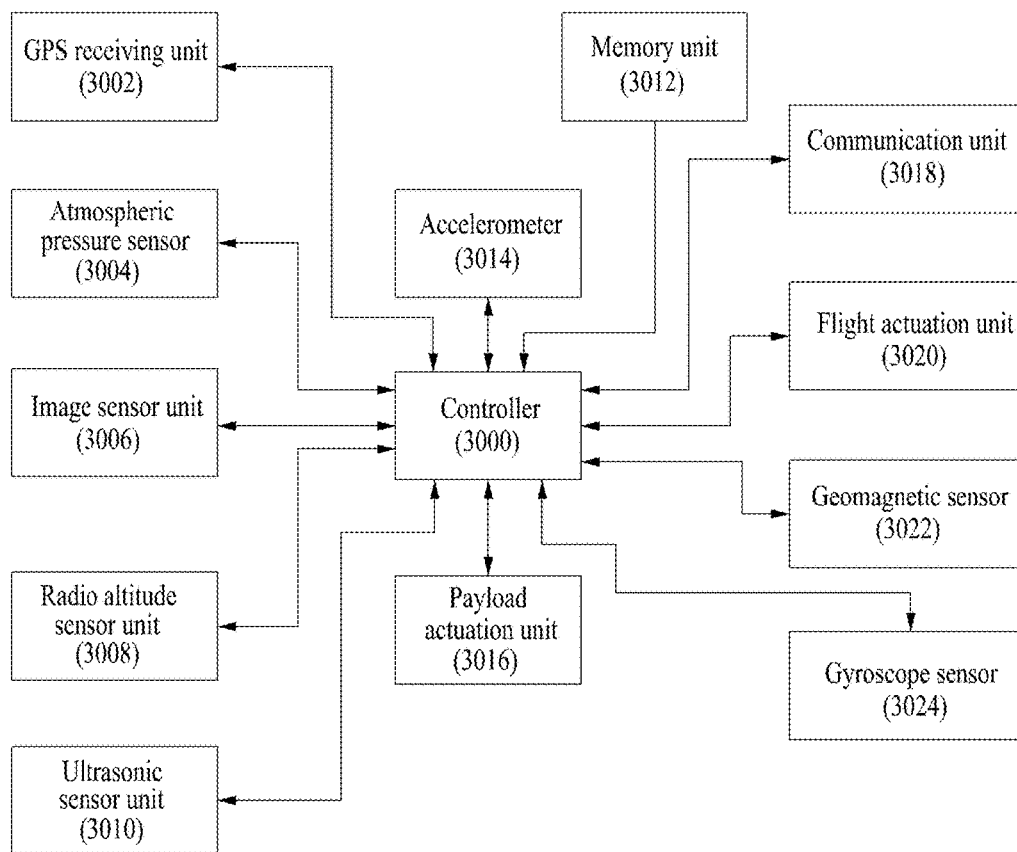 GPS receiving unit
(3002)
Memory unit
(3012)
Communication unit
(3018)
Atmospheric
pressure sensor
(3004)
Accelerometer
(3014)
Flight actuation unit
(3020)
Image sensor unit
(3006)
Controller
(3000)
Geomagnetic sensor
(3022)
Radio altitude
sensor unit
(3008)
Payload
actuation unit
(3016)
Gyroscope sensor
(3024)
Ultrasonic
sensor unit
(3010)